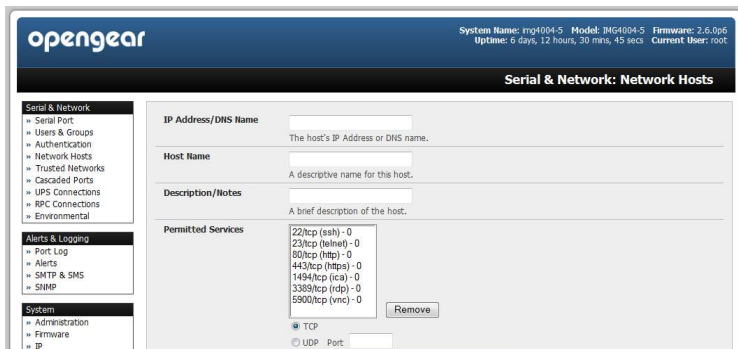 opengear
System Name: img4004-5 Model: IMG4004-5 Firmware: 2.6.0p6
Uptime: 6 days, 12 hours, 30 mins, 45 secs Current User: root
Serial & Network: Network Hosts
Serial & Network
» Serial Port
» Users & Groups
» Authentication
» Network Hosts
» Trusted Networks
» Cascaded Ports
» UPS Connections
» RPC Connections
» Environmental
Alerts & Logging
» Port Log
» Alerts
» SMTP & SMS
» SNMP
System
» Administration
» Firmware
» IP
IP Address/DNS Name
The host's IP Address or DNS name.
Host Name
A descriptive name for this host.
Description/Notes
A brief description of the host.
Permitted Services
22/tcp (ssh) - 0
23/tcp (telnet) - 0
80/tcp (http) - 0
443/tcp (https) - 0
1494/tcp (ica) - 0
3389/tcp (rdp) - 0
5900/tcp (vnc) - 0
Remove
TCP
UDP Port